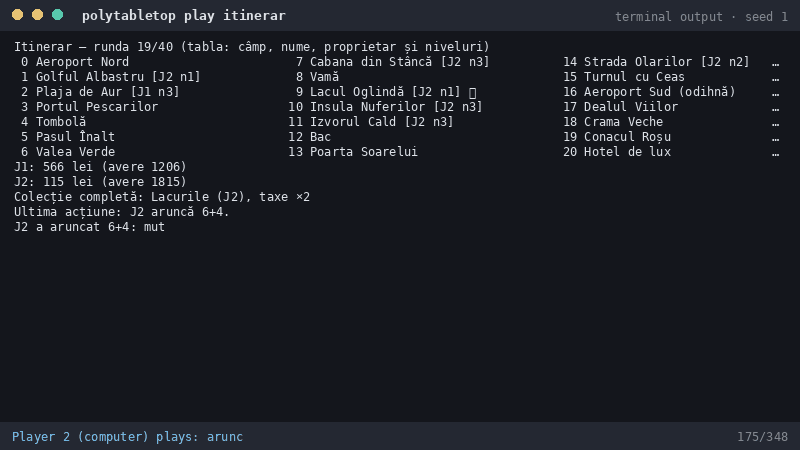 polytabletop play itinerar
terminal output · seed 1
Itinerar — runda 19/40 (tabla: câmp, nume, proprietar și niveluri)
0 Aeroport Nord 7 Cabana din Stâncă [J2 n3] 14 Strada Olarilor [J2 n2] …
1 Golful Albastru [J2 n1] 8 Vamă 15 Turnul cu Ceas …
2 Plaja de Aur [J1 n3] 9 Lacul Oglindă [J2 n1] 16 Aeroport Sud (odihnă) …
3 Portul Pescarilor 10 Insula Nuferilor [J2 n3] 17 Dealul Viilor …
4 Tombolă 11 Izvorul Cald [J2 n3] 18 Crama Veche …
5 Pasul Înalt 12 Bac 19 Conacul Roșu …
6 Valea Verde 13 Poarta Soarelui 20 Hotel de lux …
J1: 566 lei (avere 1206)
J2: 115 lei (avere 1815)
Colecție completă: Lacurile (J2), taxe ×2
Ultima acțiune: J2 aruncă 6+4.
J2 a aruncat 6+4: mut
Player 2 (computer) plays: arunc
175/348